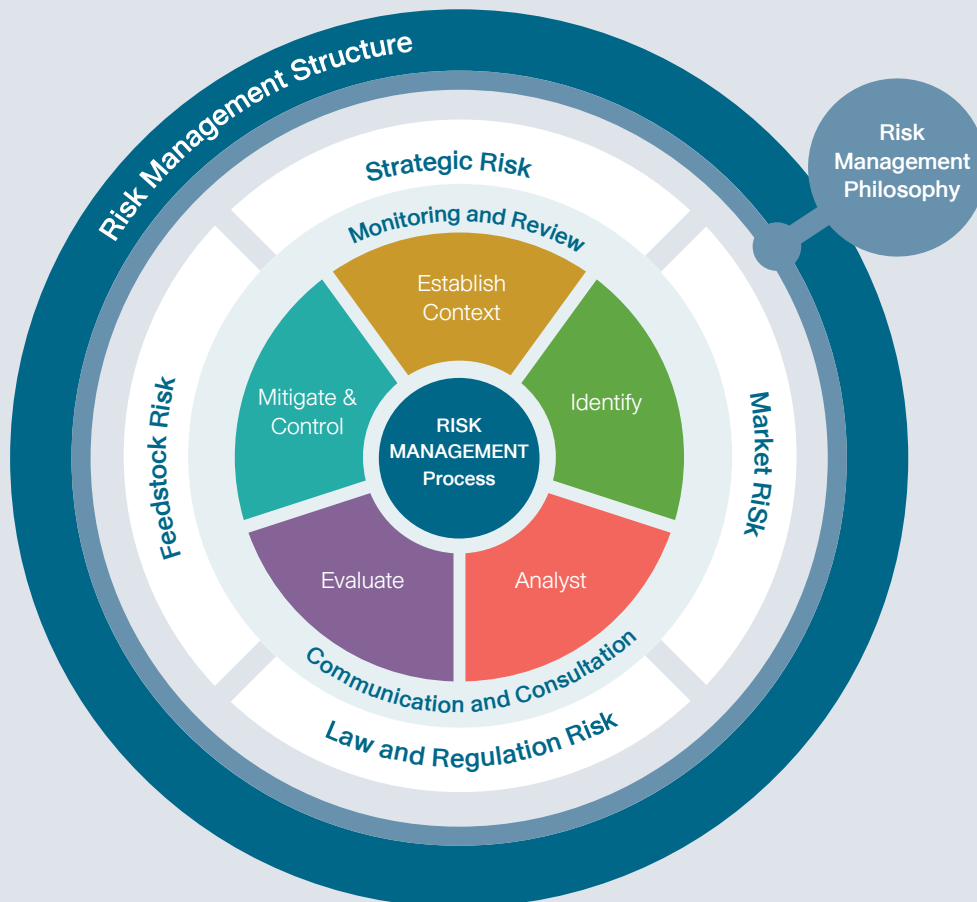 Risk Management Structure
Risk
Management
Philosophy
Strategic Risk
Monitoring and Review
Establish
Context
Mitigate &
Control
Identify
Feedstock Risk
RISK
MANAGEMENT
Process
Market RiSk
Evaluate
Analyst
Communication and Consultation
Law and Regulation Risk